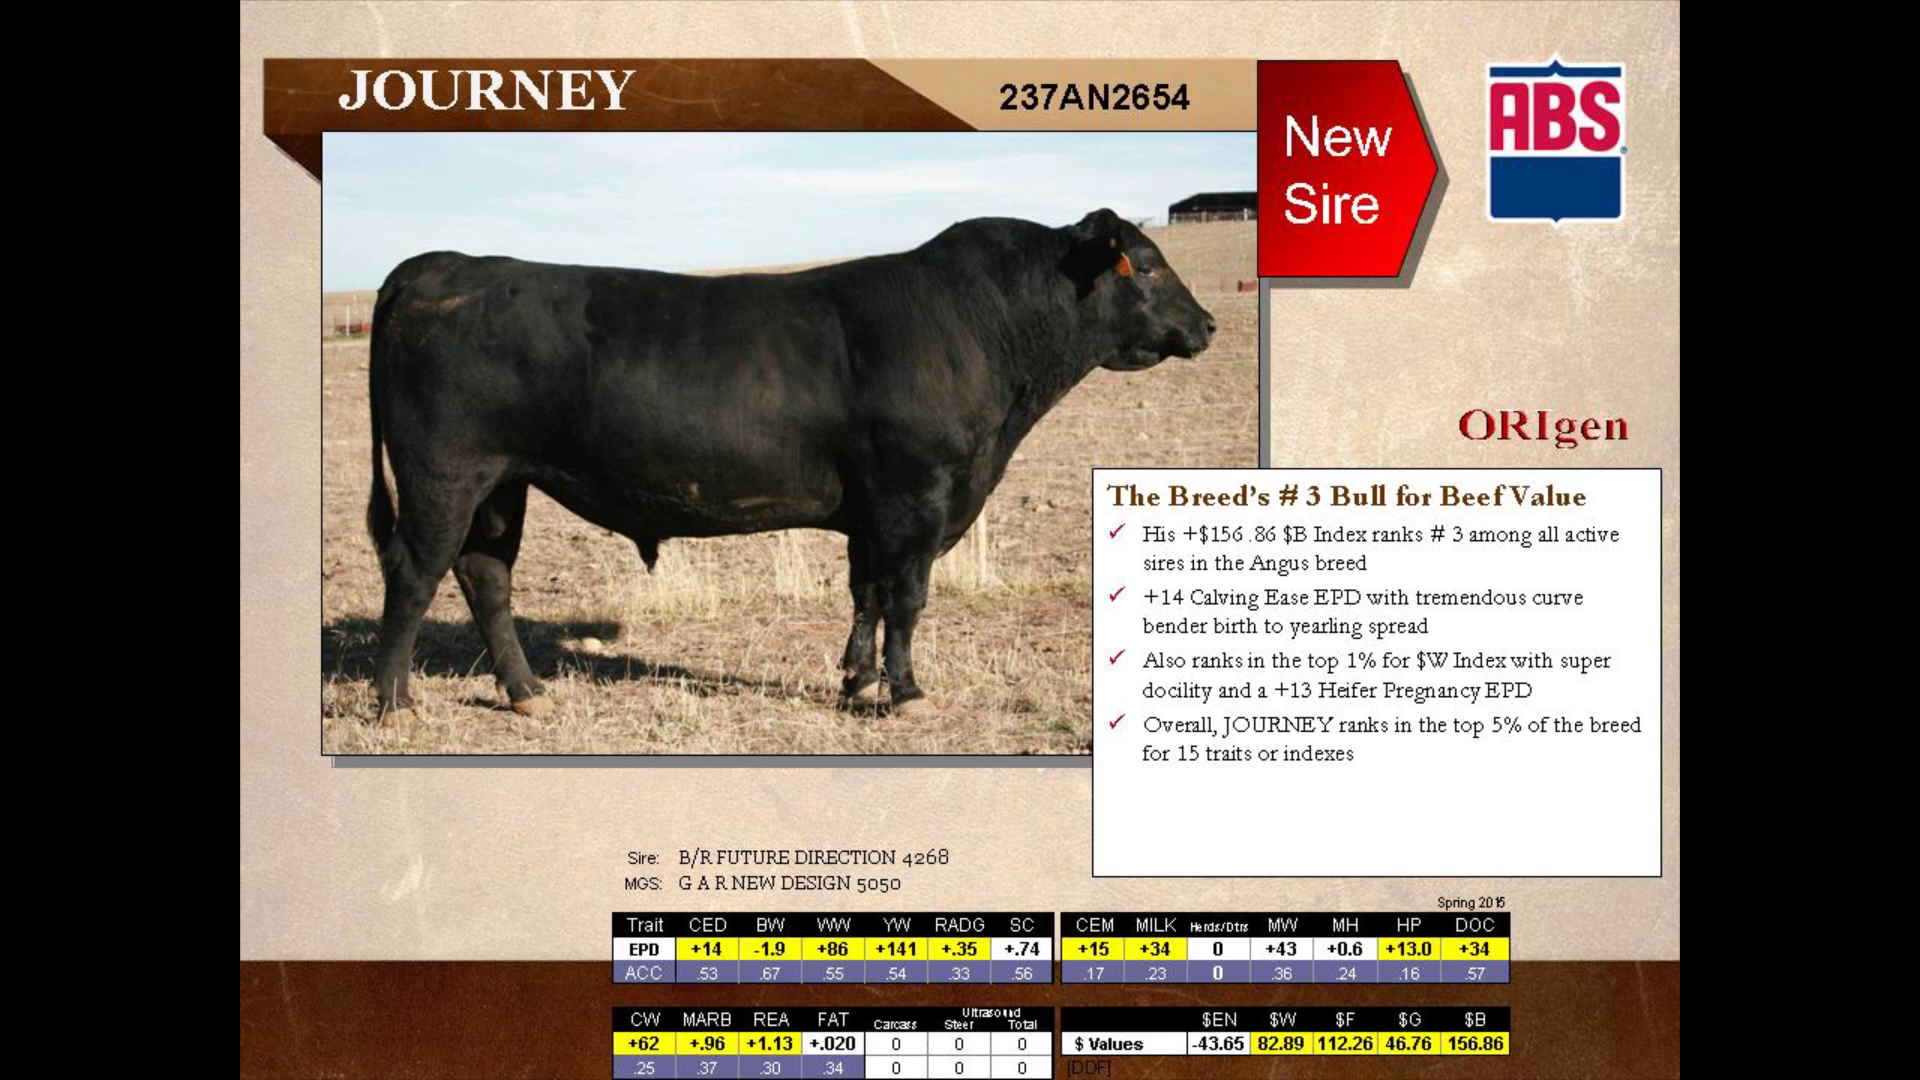 JOURNEY
237AN2654
New
Sire
ABS
ORIgen
The Breed's # 3 Bull for Beef Value
✓ His +$156.86 $B Index ranks # 3 among all active
sires in the Angus breed
✓ +14 Calving Ease EPD with tremendous curve
bender birth to yearling spread
✓ Also ranks in the top 1% for $W Index with super
docility and a +13 Heifer Pregnancy EPD
✓ Overall, JOURNEY ranks in the top 5% of the breed
for 15 traits or indexes
Sire: B/R FUTURE DIRECTION 4268
MGS: G A R NEW DESIGN 5050
Spring 2015
Trait CED BW WW YW RADG SC CEM MILK Herds/Dtrs MW MH HP DOC
EPD +14 -1.9 +86 +141 +.35 +.74 +15 +34 0 +43 +0.6 +13.0 +34
ACC .53 .67 .55 .54 .33 .56 .17 .23 0 .36 .24 .16 .57
CW MARB REA FAT Carcass Ultrasound Steer Total $EN $W $F $G $B
+62 +.96 +1.13 +.020 0 0 0 $ Values -43.65 82.89 112.26 46.76 156.86
.25 .37 .30 .34 0 0 0 [DDF]